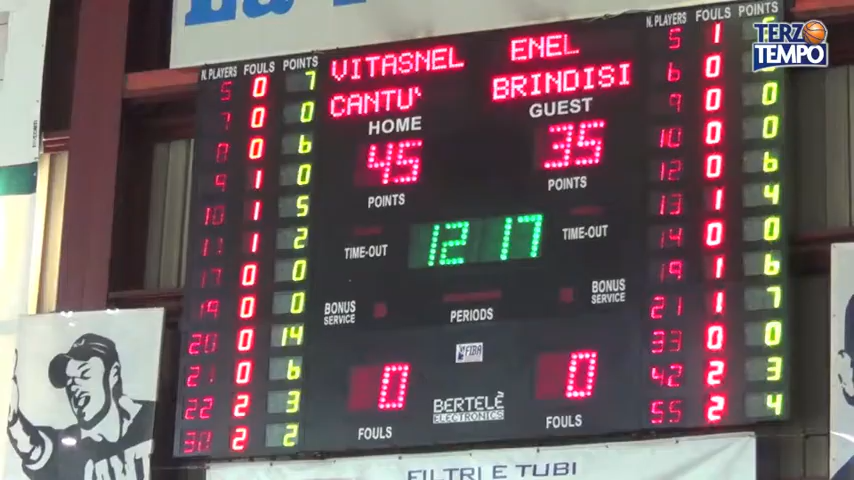 La
TERZO
TEMPO
N. PLAYERS FOULS POINTS
VITASNEL
CANTU'
HOME
ENEL
BRINDISI
GUEST
N. PLAYERS FOULS POINTS
5 0 7
7 0 0
8 0 6
9 1 0
10 1 5
11 1 2
17 0 0
19 0 0
20 0 14
21 0 6
22 2 3
30 2 2
45 35
POINTS POINTS
12 17
TIME-OUT TIME-OUT
BONUS
SERVICE
PERIODS
BONUS
SERVICE
FIBA
0 0
BERTELÈ
ELECTRONICS
FOULS FOULS
5 1
6 0
9 0 0
10 0 0
12 0 6
13 1 4
14 0 0
19 1 6
21 1 7
33 0 0
42 2 3
55 2 4
FILTRI E TUBI